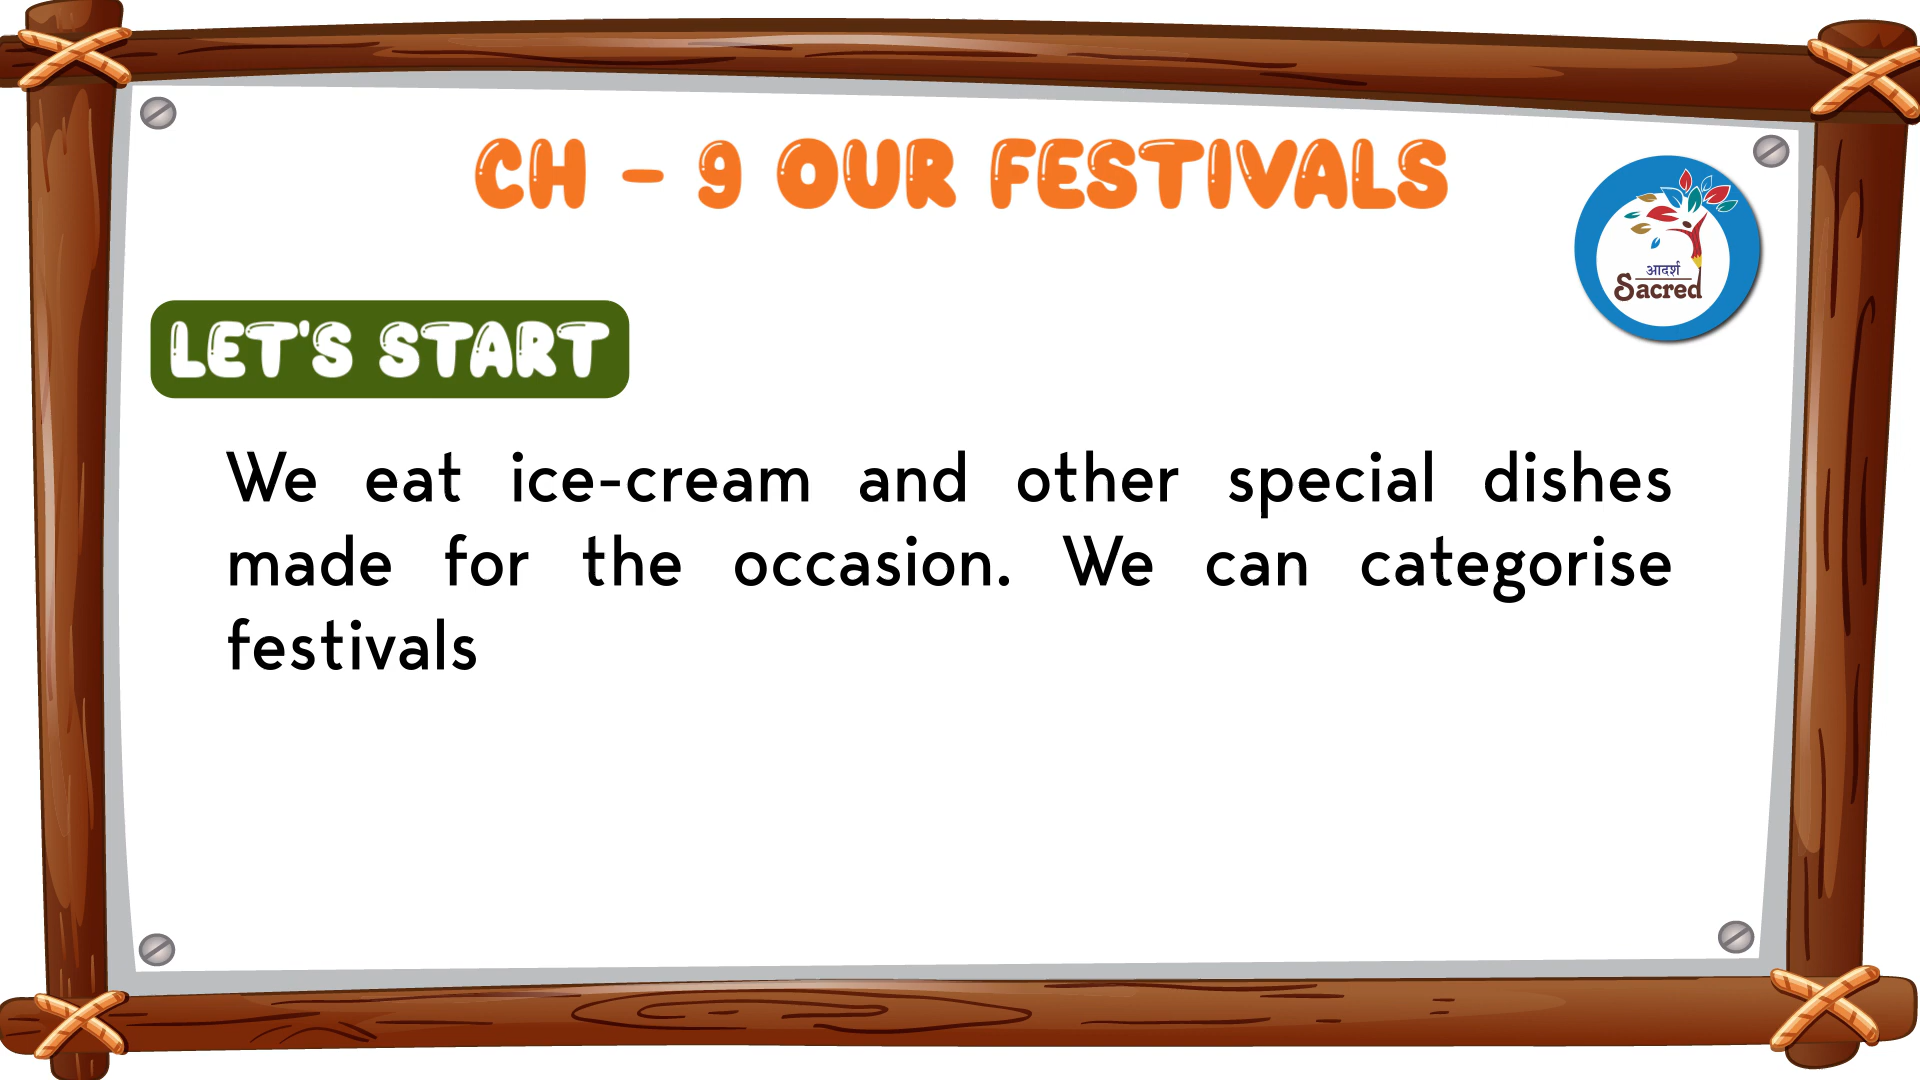 CH - 9 OUR FESTIVALS
आदर्श
Sacred
LET'S START
We eat ice-cream and other special dishes
made for the occasion. We can categorise
festivals